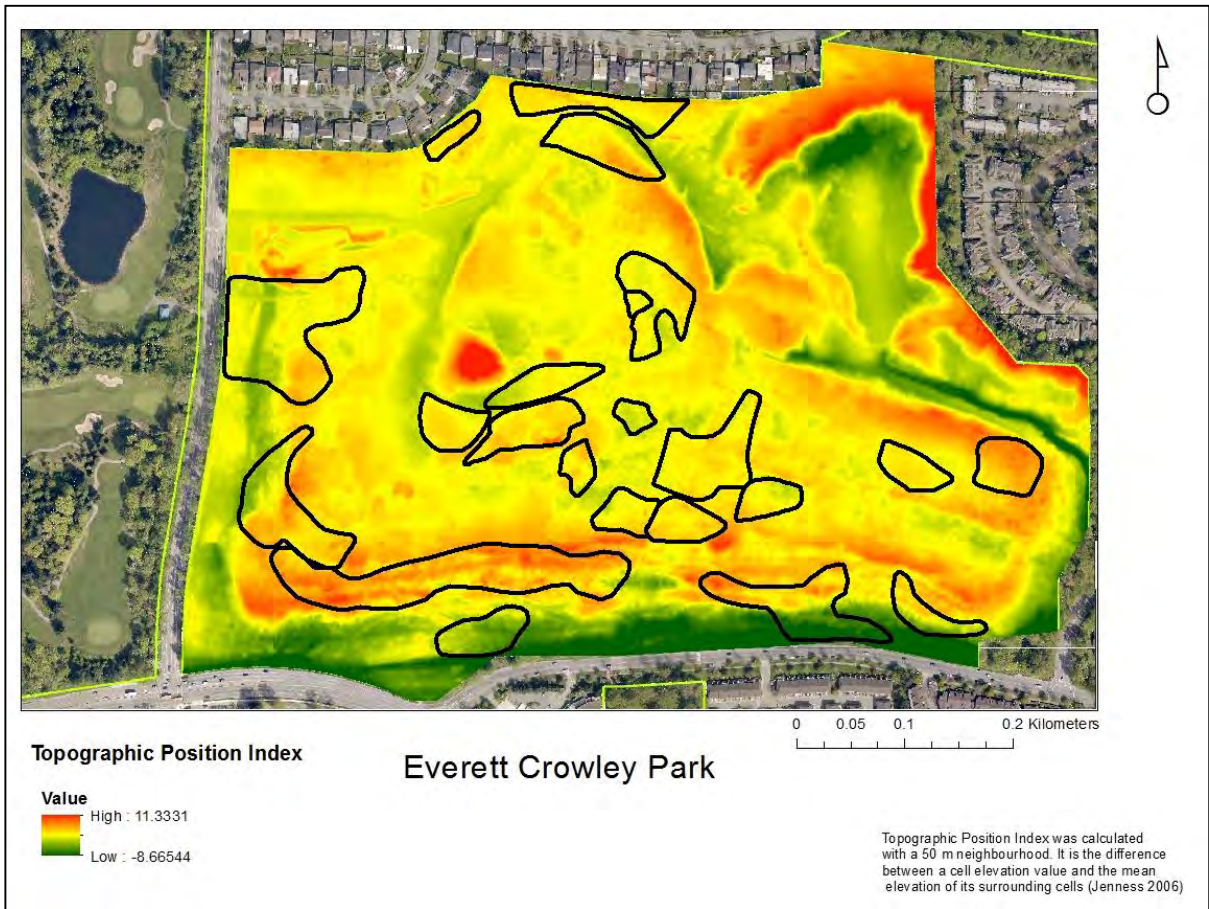 0 0.05 0.1 0.2 Kilometers
Topographic Position Index
Everett Crowley Park
Value
High : 11.3331
Low : -8.66544
Topographic Position Index was calculated
with a 50 m neighbourhood. It is the difference
between a cell elevation value and the mean
elevation of its surrounding cells (Jenness 2006)